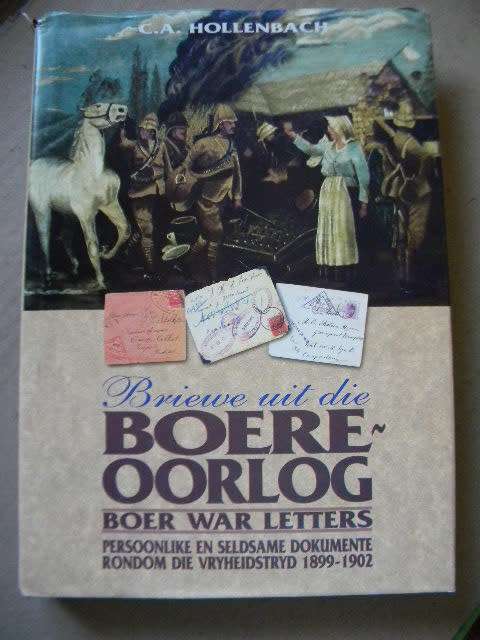 C.A. HOLLENBACH
Briewe uit die
BOERE~
OORLOG
BOER WAR LETTERS
PERSOONLIKE EN SELDSAME DOKUMENTE
RONDOM DIE VRYHEIDSTRYD 1899-1902